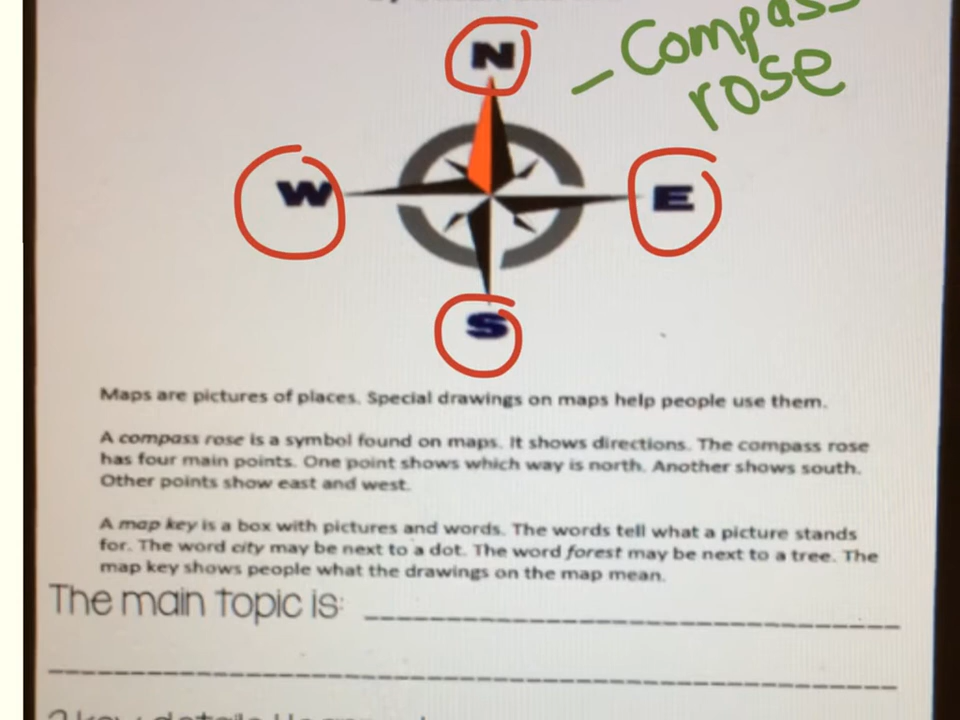 Compass
rose
N
W
E
S
Maps are pictures of places. Special drawings on maps help people use them.
A compass rose is a symbol found on maps. It shows directions. The compass rose
has four main points. One point shows which way is north. Another shows south.
Other points show east and west.
A map key is a box with pictures and words. The words tell what a picture stands
for. The word city may be next to a dot. The word forest may be next to a tree. The
map key shows people what the drawings on the map mean.
The main topic is: